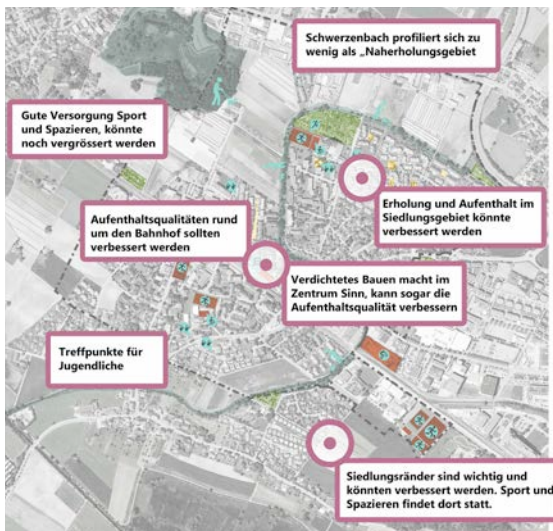 Schwerzenbach profiliert sich zu
wenig als „Naherholungsgebiet
Gute Versorgung Sport
und Spazieren, könnte
noch vergrössert werden
Erholung und Aufenthalt im
Siedlungsgebiet könnte
verbessert werden
Aufenthaltsqualitäten rund
um den Bahnhof sollten
verbessert werden
Verdichtetes Bauen macht im
Zentrum Sinn, kann sogar die
Aufenthaltsqualität verbessern
Treffpunkte für
Jugendliche
Siedlungsränder sind wichtig und
könnten verbessert werden. Sport und
Spazieren findet dort statt.